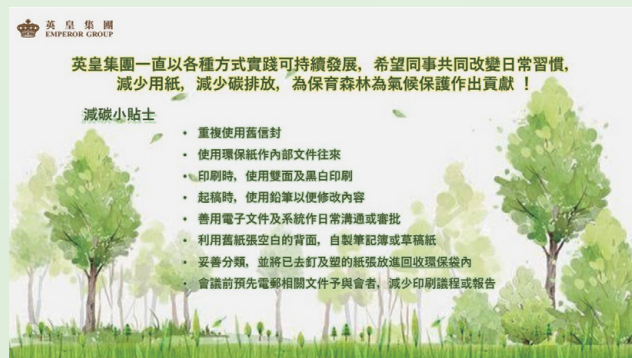 英皇集團
EMPEROR GROUP
英皇集團一直以各種方式實踐可持續發展，希望同事共同改變日常習慣，
減少用紙，減少碳排放，為保育森林為氣候保護作出貢獻 ！
減碳小貼士
• 重複使用舊信封
• 使用環保紙作內部文件往來
• 印刷時，使用雙面及黑白印刷
• 起稿時，使用鉛筆以便修改內容
• 善用電子文件及系統作日常溝通或審批
• 利用舊紙張空白的背面，自製筆記簿或草稿紙
• 妥善分類，並將已去釘及塑的紙張放進回收環保袋內
• 會議前預先電郵相關文件予與會者，減少印刷議程或報告